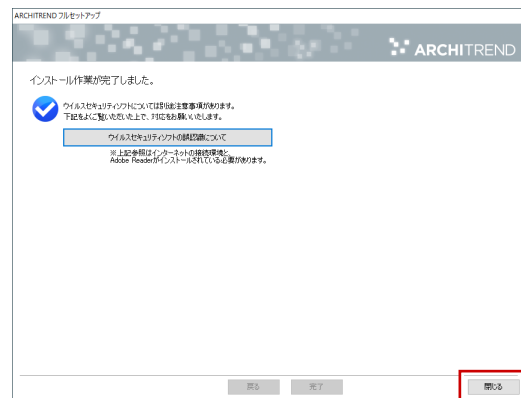 ARCHITREND フルセットアップ
ARCHITREND
インストール作業が完了しました。
ウイルスセキュリティソフトについては別途注意事項があります。
下記をよくご覧いただいた上で、対応をお願いいたします。
ウイルスセキュリティソフトの誤認識について
※上記参照はインターネットの接続環境と、
Adobe Readerがインストールされている必要があります。
戻る
完了
閉じる